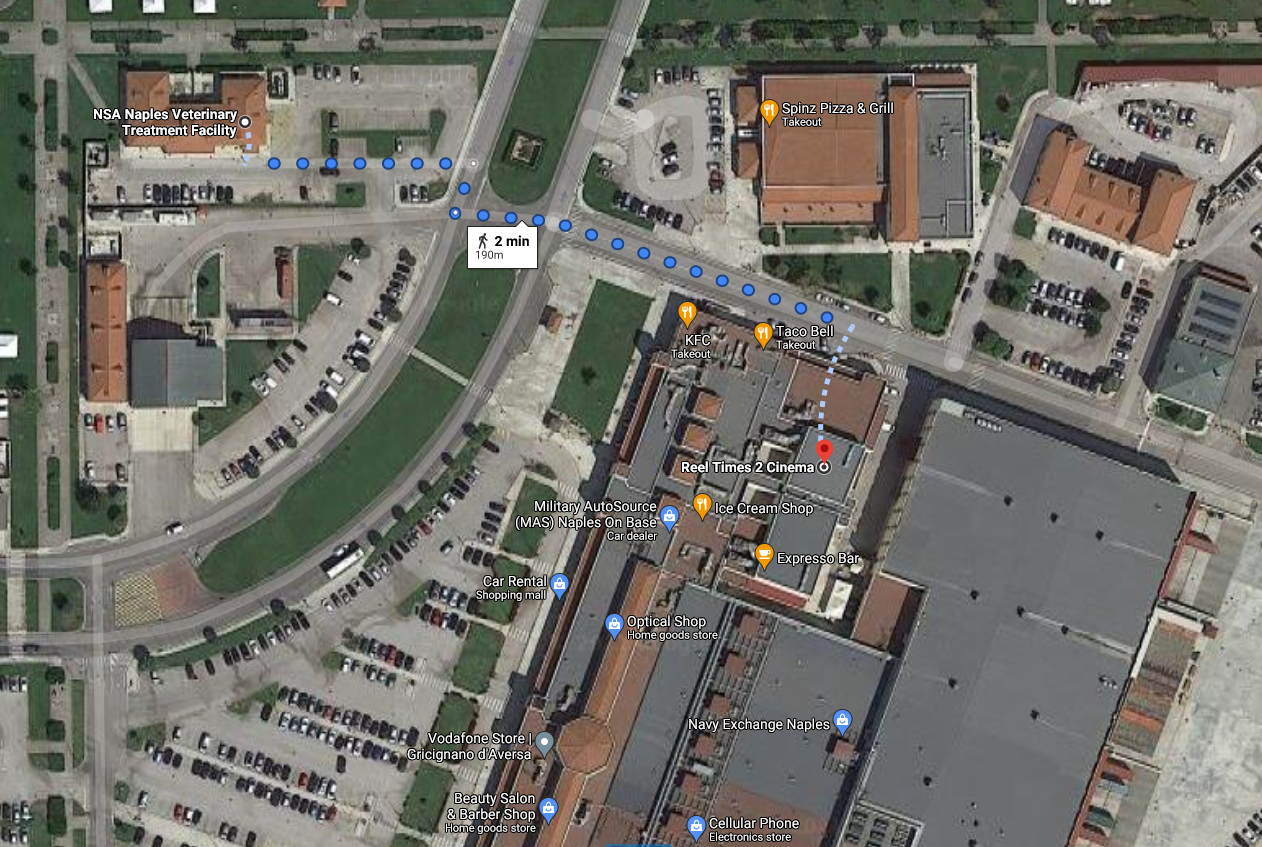 NSA Naples Veterinary
Treatment Facility
Spinz Pizza & Grill
Takeout
2 min
190m
KFC
Takeout
Taco Bell
Takeout
Reel Times 2 Cinema
Military AutoSource
(MAS) Naples On Base
Car dealer
Ice Cream Shop
Expresso Bar
Car Rental
Shopping mall
Optical Shop
Home goods store
Navy Exchange Naples
Vodafone Store |
Gricignano d'Aversa
Beauty Salon
& Barber Shop
Home goods store
Cellular Phone
Electronics store